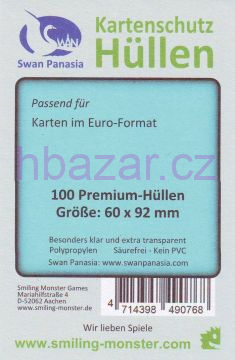 SWAN
Swan Panasia
Kartenschutz
Hüllen
Passend für
Karten im Euro-Format
hbazar.cz
100 Premium-Hüllen
Größe: 60 x 92 mm
Besonders klar und extra transparent
Polypropylen Säurefrei - Kein PVC
Swan Panasia: www.swanpanasia.com
Smiling Monster Games
Mariahilfstraße 4
D-52062 Aachen
www.smiling-monster.de
4 714398 490768
Wir lieben Spiele
www.smiling-monster.com